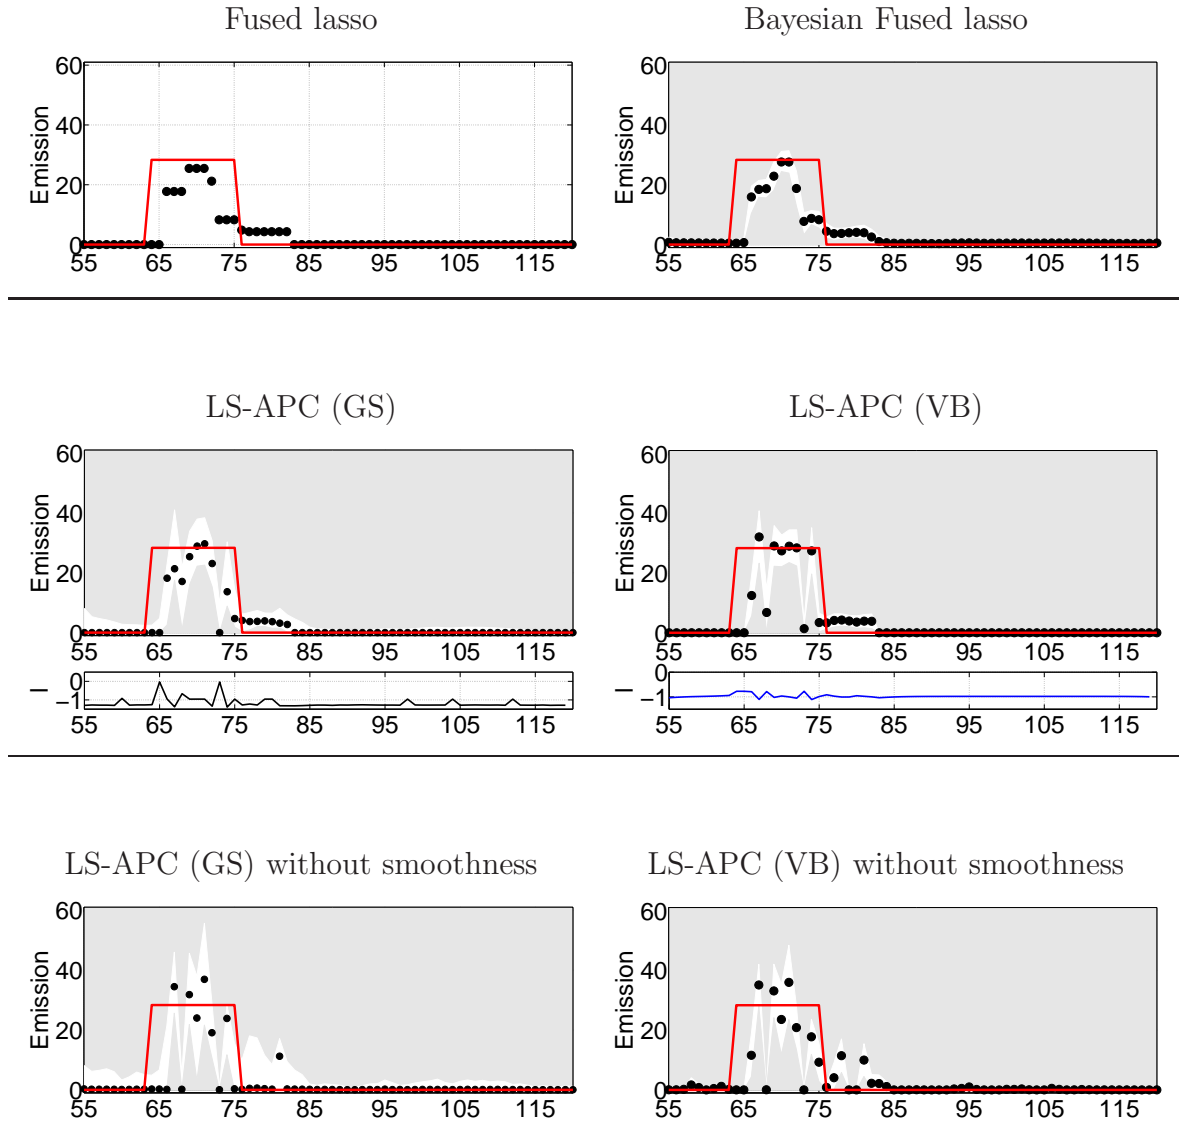 Fused lasso
Bayesian Fused lasso
60
40
20
0
Emission
55 65 75 85 95 105 115
60
40
20
0
Emission
55 65 75 85 95 105 115
LS-APC (GS)
LS-APC (VB)
60
40
20
0
Emission
55 65 75 85 95 105 115
0
−1
l
55 65 75 85 95 105 115
60
40
20
0
Emission
55 65 75 85 95 105 115
0
−1
l
55 65 75 85 95 105 115
LS-APC (GS) without smoothness
LS-APC (VB) without smoothness
60
40
20
0
Emission
55 65 75 85 95 105 115
60
40
20
0
Emission
55 65 75 85 95 105 115